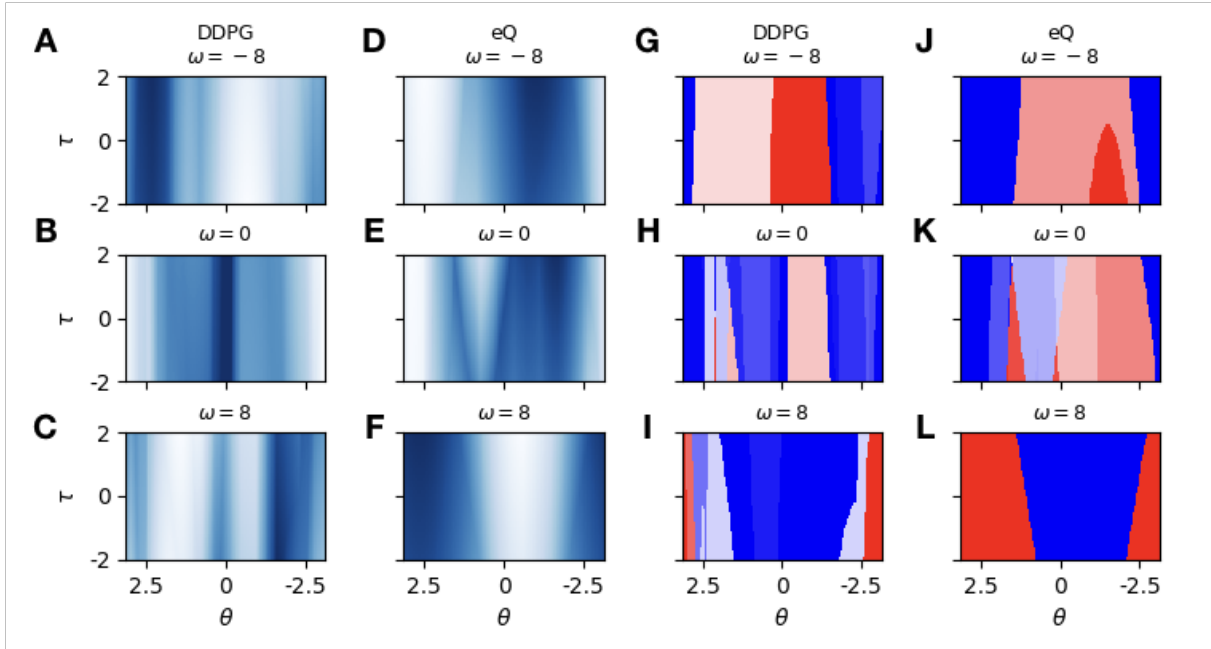 A DDPG D eQ G DDPG J eQ
ω = − 8 ω = − 8 ω = − 8 ω = − 8
2
τ 0
-2
B ω = 0 E ω = 0 H ω = 0 K ω = 0
2
τ 0
-2
C ω = 8 F ω = 8 I ω = 8 L ω = 8
2
τ 0
-2
2.5 0 -2.5 2.5 0 -2.5 2.5 0 -2.5 2.5 0 -2.5
θ θ θ θ